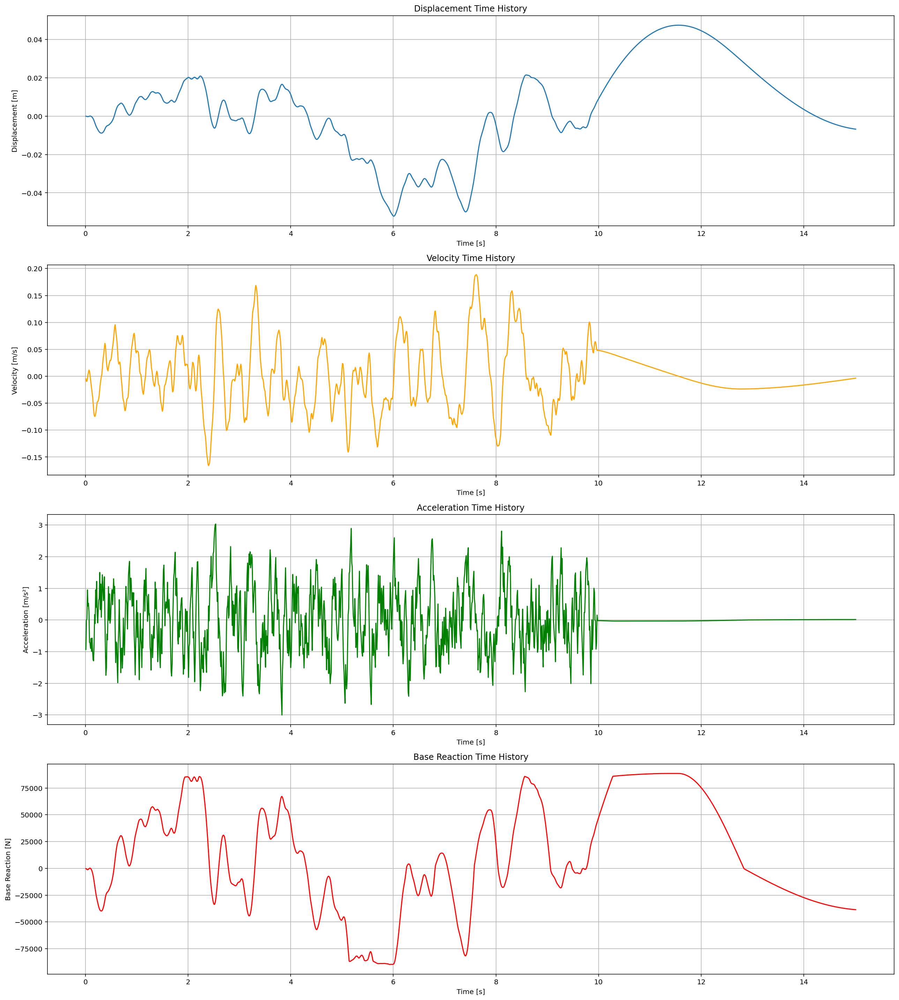 Displacement Time History
Displacement [m]
0.04
0.02
0.00
−0.02
−0.04
0 2 4 6 8 10 12 14
Time [s]
Velocity Time History
Velocity [m/s]
0.20
0.15
0.10
0.05
0.00
−0.05
−0.10
−0.15
0 2 4 6 8 10 12 14
Time [s]
Acceleration Time History
Acceleration [m/s²]
3
2
1
0
−1
−2
−3
0 2 4 6 8 10 12 14
Time [s]
Base Reaction Time History
Base Reaction [N]
75000
50000
25000
0
−25000
−50000
−75000
0 2 4 6 8 10 12 14
Time [s]